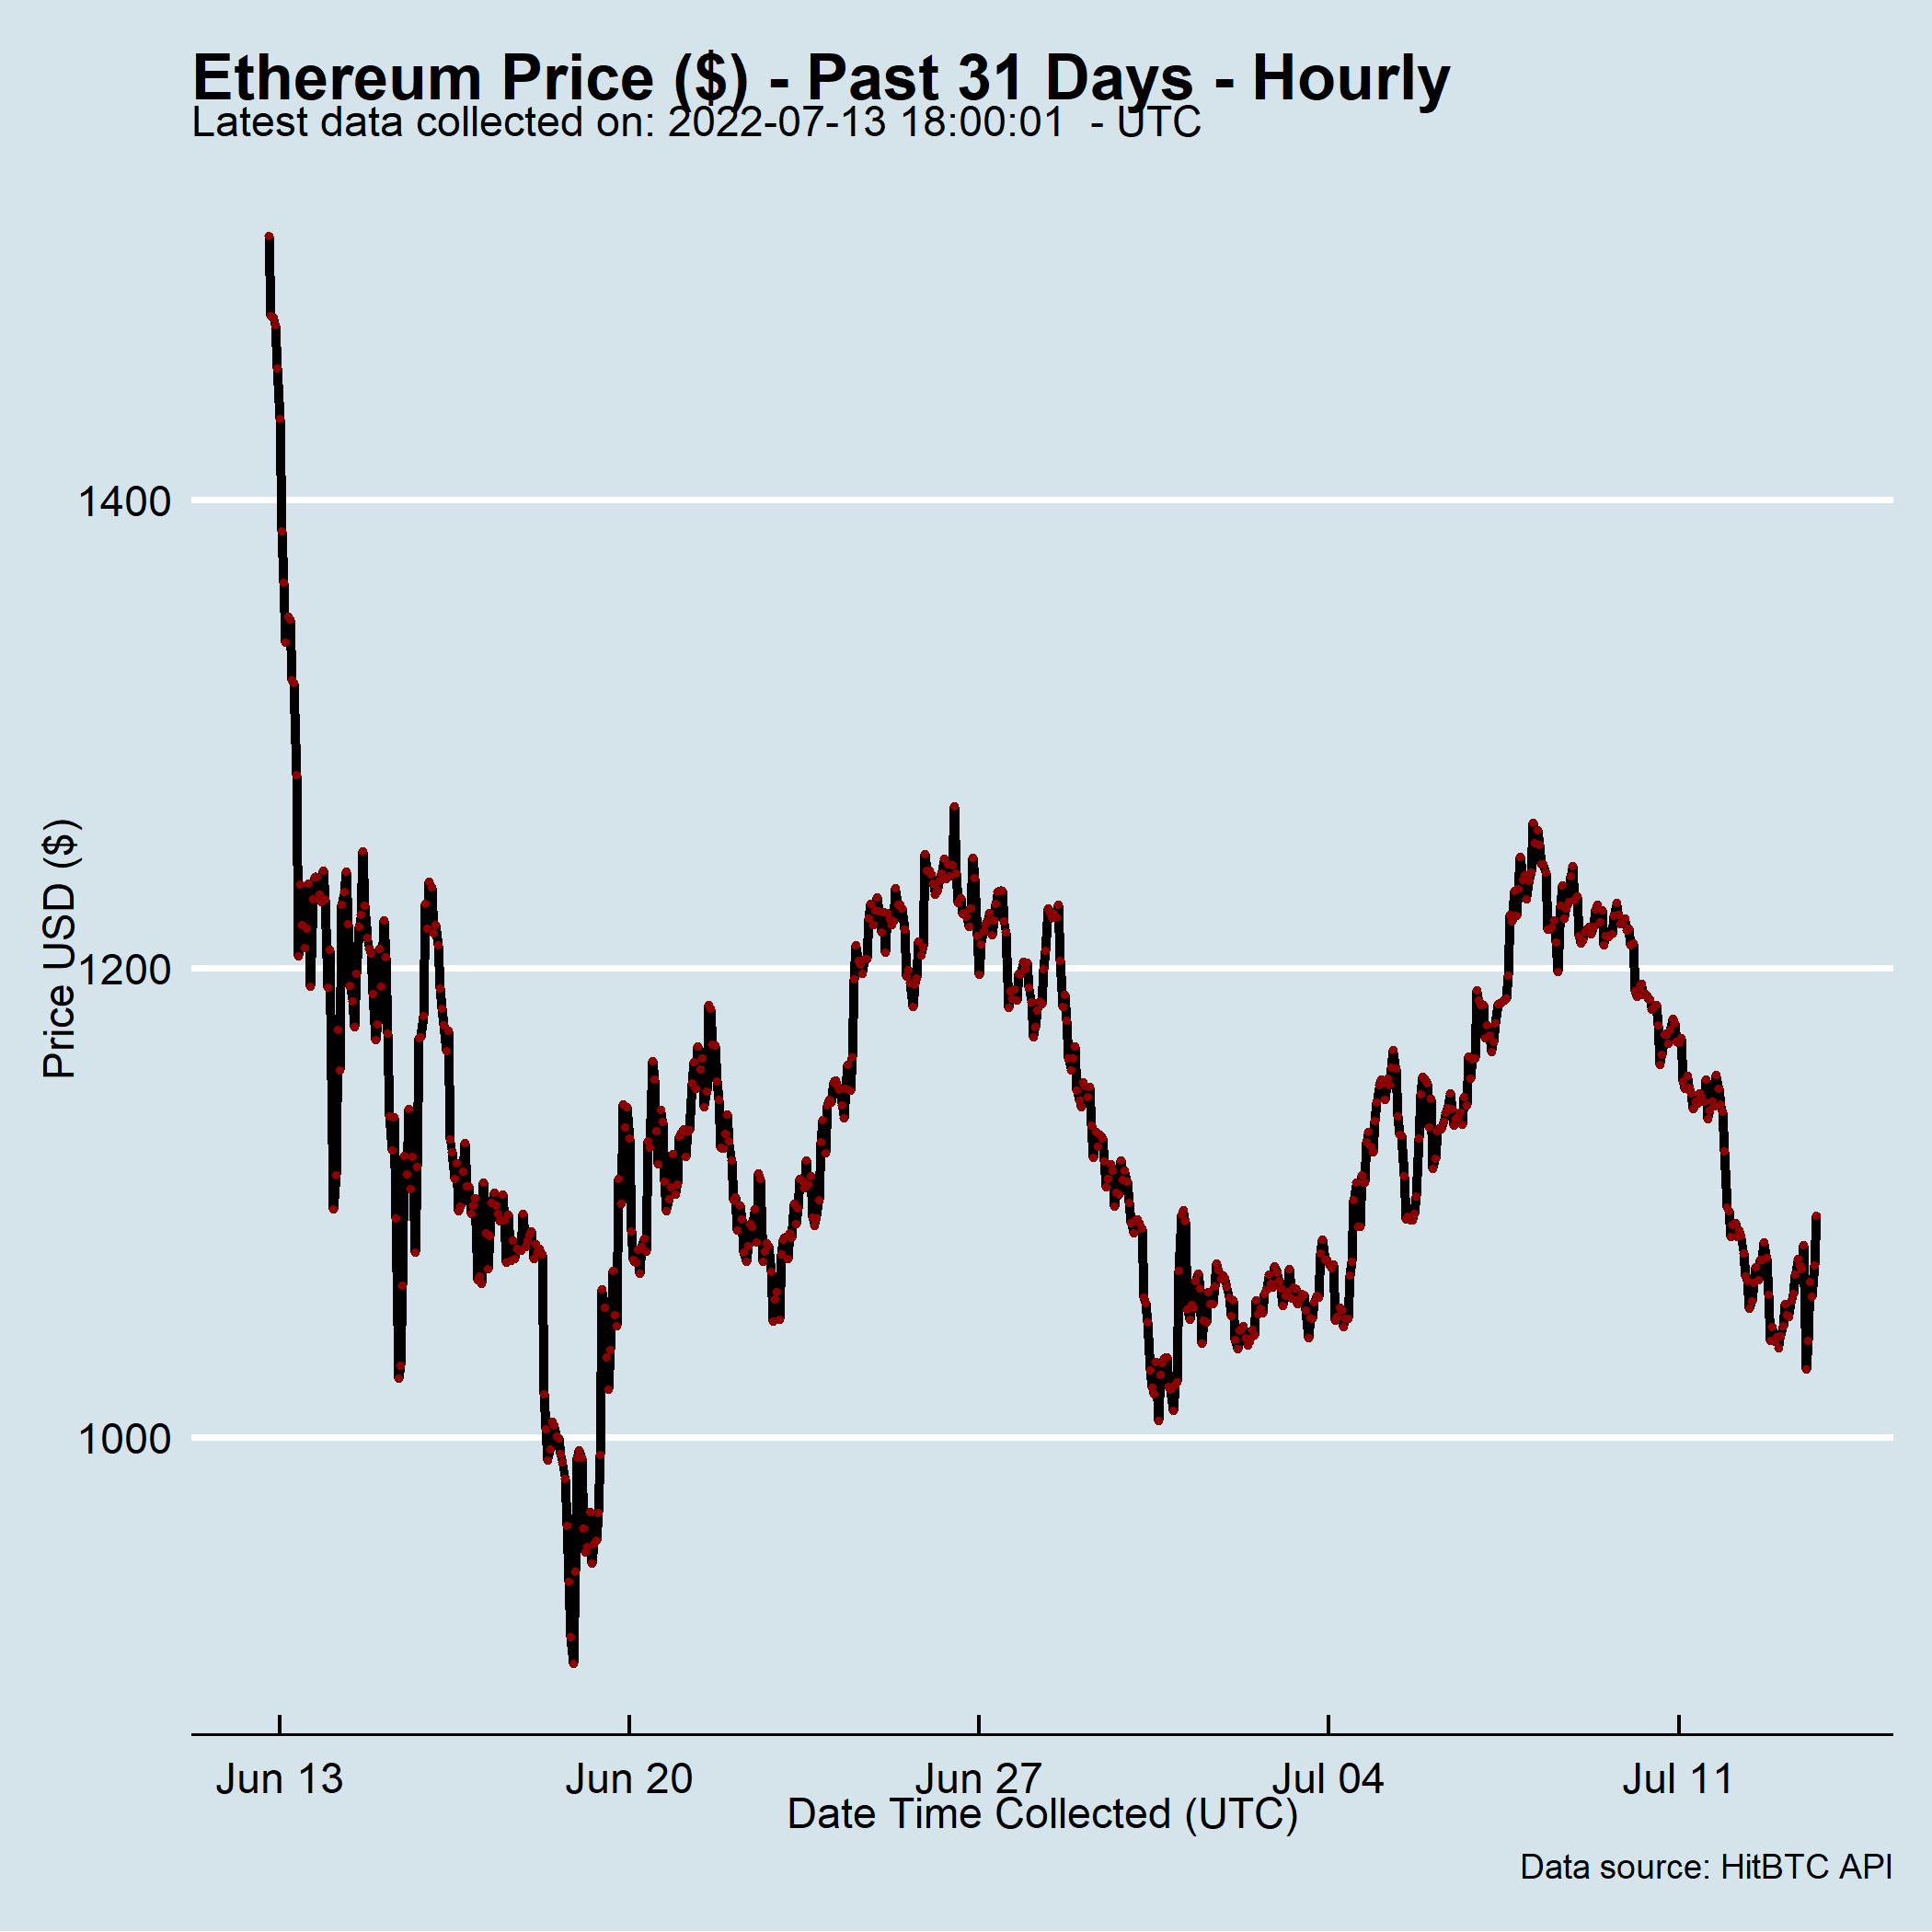 Ethereum Price ($) - Past 31 Days - Hourly
Latest data collected on: 2022-07-13 18:00:01  - UTC
Price USD ($)
1400
1200
1000
Jun 13
Jun 20
Jun 27
Jul 04
Jul 11
Date Time Collected (UTC)
Data source: HitBTC API